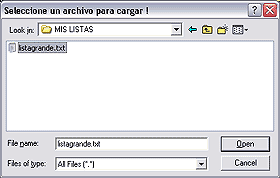 Seleccione un archivo para cargar !
Look in: MIS LISTAS
listagrande.txt
File name: listagrande.txt Open
Files of type: All Files (*.*) Cancel